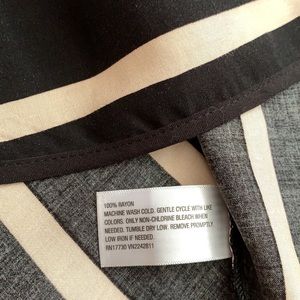 100% RAYON
MACHINE WASH COLD. GENTLE CYCLE WITH LIKE
COLORS. ONLY NON-CHLORINE BLEACH WHEN
NEEDED. TUMBLE DRY LOW. REMOVE PROMPTLY
LOW IRON IF NEEDED.
RN17730 VN2242811